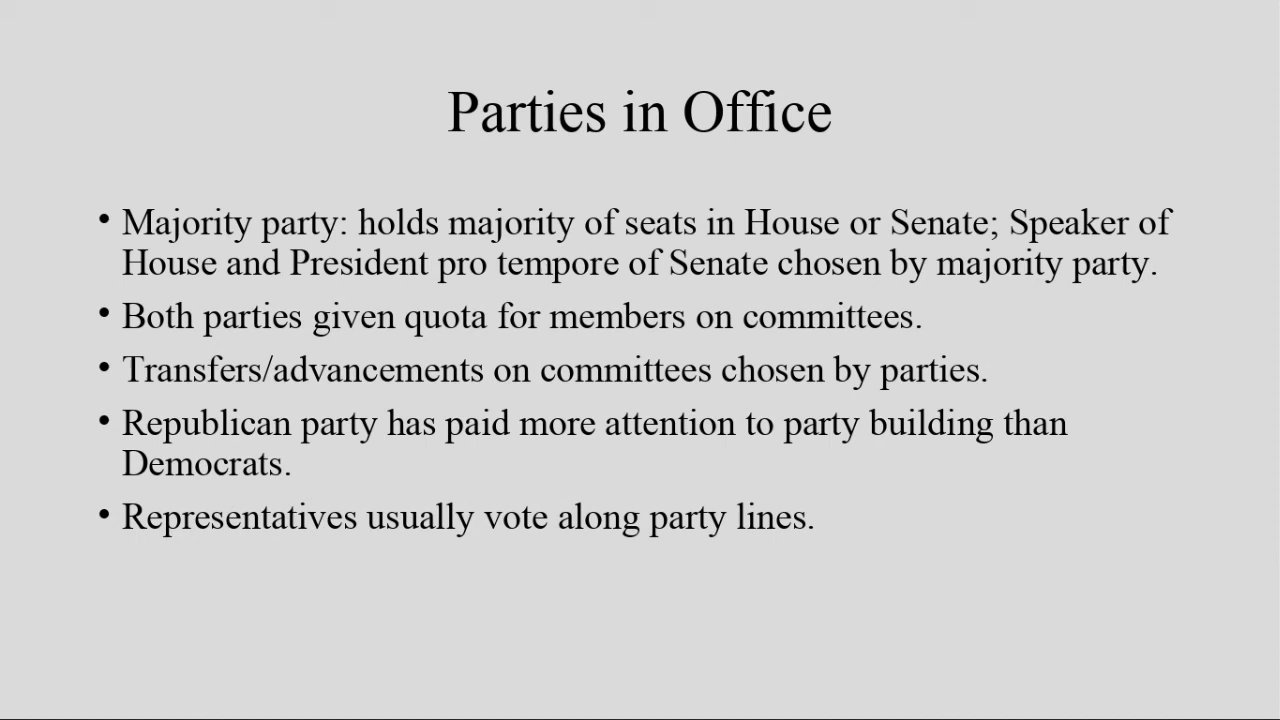 Parties in Office
• Majority party: holds majority of seats in House or Senate; Speaker of
House and President pro tempore of Senate chosen by majority party.
• Both parties given quota for members on committees.
• Transfers/advancements on committees chosen by parties.
• Republican party has paid more attention to party building than
Democrats.
• Representatives usually vote along party lines.